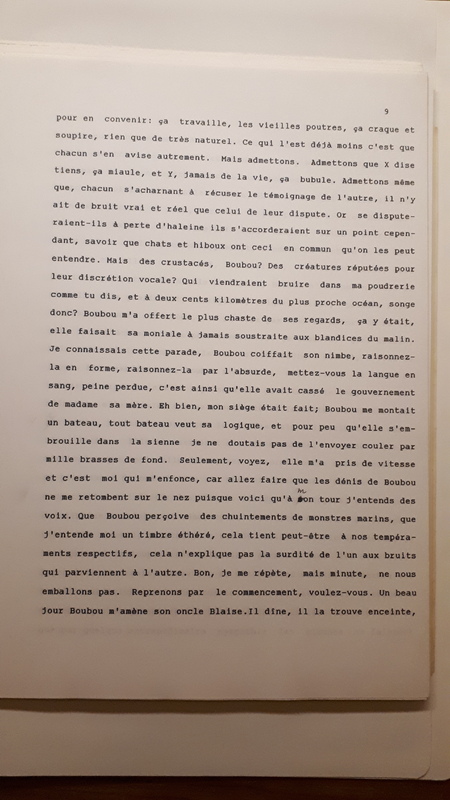 9
pour en convenir: ça travaille, les vieilles poutres, ça craque et
soupire, rien que de très naturel. Ce qui l'est déjà moins c'est que
chacun s'en avise autrement. Mais admettons. Admettons que X dise
tiens, ça miaule, et Y, jamais de la vie, ça bubule. Admettons même
que, chacun s'acharnant à récuser le témoignage de l'autre, il n'y
ait de bruit vrai et réel que celui de leur dispute. Or se dispute-
raient-ils à perte d'haleine ils s'accorderaient sur un point cepen-
dant, savoir que chats et hiboux ont ceci en commun qu'on les peut
entendre. Mais des crustacés, Boubou? Des créatures réputées pour
leur discrétion vocale? Qui viendraient bruire dans ma poudrerie
comme tu dis, et à deux cents kilomètres du plus proche océan, songe
donc? Boubou m'a offert le plus chaste de ses regards, ça y était,
elle faisait sa moniale à jamais soustraite aux blandices du malin.
Je connaissais cette parade, Boubou coiffait son nimbe, raisonnez-
la en forme, raisonnez-la par l'absurde, mettez-vous la langue en
sang, peine perdue, c'est ainsi qu'elle avait cassé le gouvernement
de madame sa mère. Eh bien, mon siège était fait; Boubou me montait
un bateau, tout bateau veut sa logique, et pour peu qu'elle s'em-
brouille dans la sienne je ne doutais pas de l'envoyer couler par
mille brasses de fond. Seulement, voyez, elle m'a pris de vitesse
et c'est moi qui m'enfonce, car allez faire que les dénis de Boubou
ne me retombent sur le nez puisque voici qu'à mon tour j'entends des
voix. Que Boubou perçoive des chuintements de monstres marins, que
j'entende moi un timbre éthéré, cela tient peut-être à nos tempéra-
ments respectifs, cela n'explique pas la surdité de l'un aux bruits
qui parviennent à l'autre. Bon, je me répète, mais minute, ne nous
emballons pas. Reprenons par le commencement, voulez-vous. Un beau
jour Boubou m'amène son oncle Blaise.Il dîne, il la trouve enceinte,